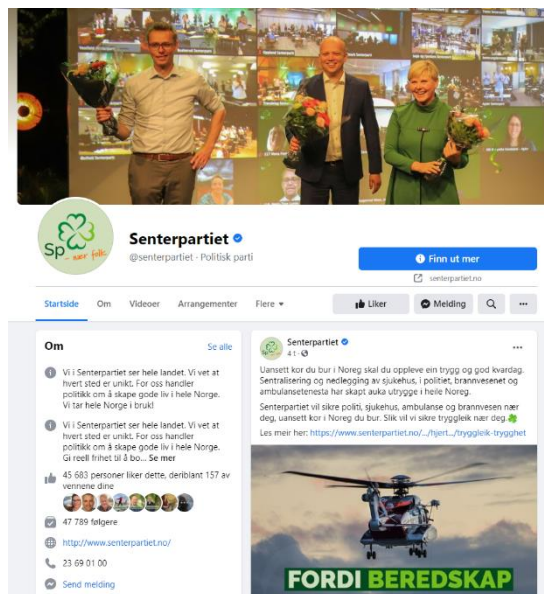 Sp
nær folk
Senterpartiet
@senterpartiet · Politisk parti
Finn ut mer
senterpartiet.no
Startside Om Videoer Arrangementer Flere
Liker Melding
Om Se alle
Vi i Senterpartiet ser hele landet. Vi vet at
hvert sted er unikt. For oss handler
politikk om å skape gode liv i hele Norge.
Vi tar hele Norge i bruk!
Vi i Senterpartiet ser hele landet. Vi vet at
hvert sted er unikt. For oss handler
politikk om å skape gode liv i hele Norge.
Gi reell frihet til å bo... Se mer
45 683 personer liker dette, deriblant 157 av
vennene dine
47 789 følgere
http://www.senterpartiet.no/
23 69 01 00
Send melding
Senterpartiet
4 t ·
Uansett kor du bur i Noreg skal du oppleve ein trygg og god kvardag.
Sentralisering og nedlegging av sjukehus, i politiet, brannvesenet og
ambulansetenesta har skapt auka utrygge i heile Noreg.
Senterpartiet vil sikre politi, sjukehus, ambulanse og brannvesen nær
deg, uansett kor i Noreg du bur. Slik vil vi sikre tryggleik nær deg.
Les meir her: https://www.senterpartiet.no/.../hjert.../tryggleik-trygghet
FORDI BEREDSKAP